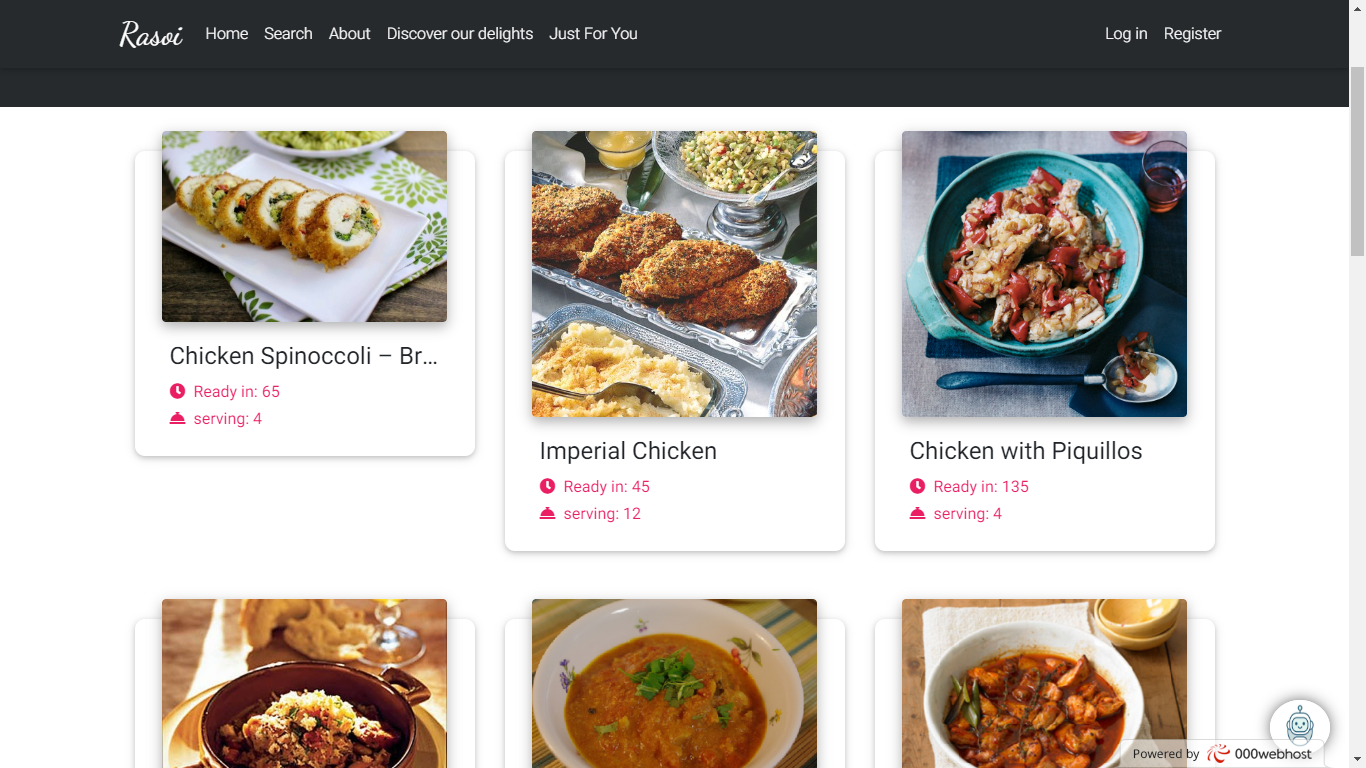 Rasoi Home Search About Discover our delights Just For You Log in Register
Chicken Spinoccoli – Br...
Ready in: 65
serving: 4
Imperial Chicken
Ready in: 45
serving: 12
Chicken with Piquillos
Ready in: 135
serving: 4
Powered by 000webhost